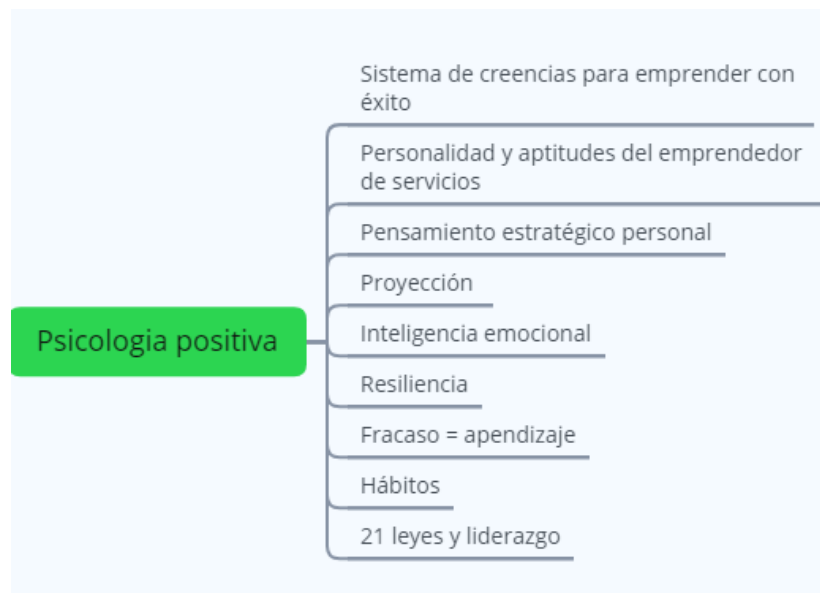 Sistema de creencias para emprender con
éxito
Personalidad y aptitudes del emprendedor
de servicios
Pensamiento estratégico personal
Proyección
Psicologia positiva
Inteligencia emocional
Resiliencia
Fracaso = apendizaje
Hábitos
21 leyes y liderazgo